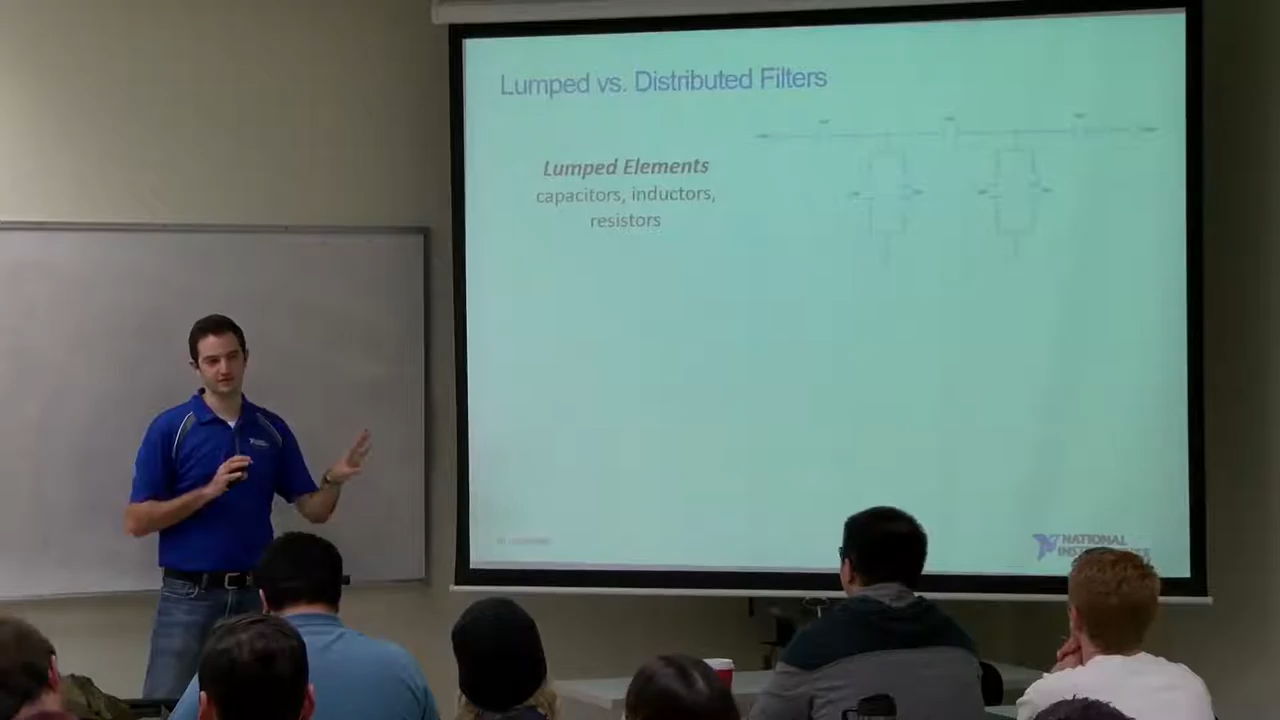 Lumped vs. Distributed Filters
Lumped Elements
capacitors, inductors,
resistors
NATIONAL